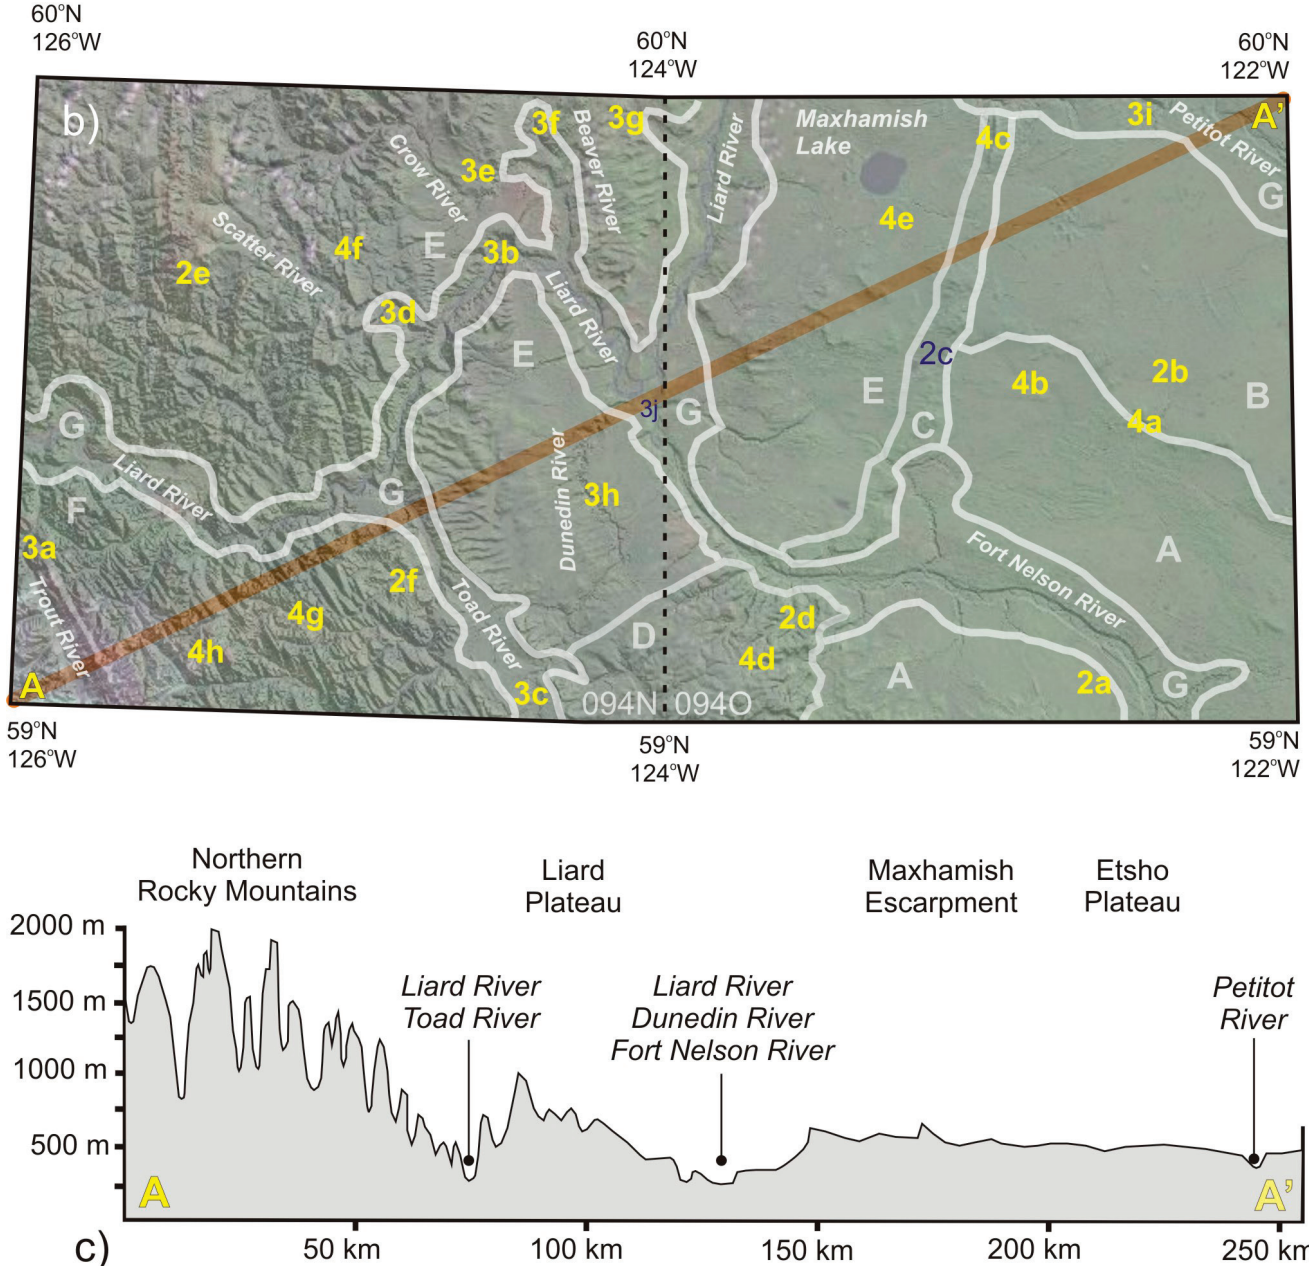 60°N
126°W
60°N
124°W
60°N
122°W
b)
3f
Beaver River
3g
Liard River
Maxhamish
Lake
4c
3i
Petitot River
A'
Crow River
3e
G
Scatter River
4f
E
3b
4e
2e
Liard River
3d
E
2c
4b
2b
E
B
3j
G
C
4a
G
Liard River
G
Dunedin River
3h
F
3a
Fort Nelson River
A
Trout River
2f
Toad River
4g
2d
4h
D
4d
A
A
3c
2a
G
094N
094O
59°N
126°W
59°N
124°W
59°N
122°W
Northern
Rocky Mountains
Liard
Plateau
Maxhamish
Escarpment
Etsho
Plateau
2000 m
1500 m
1000 m
500 m
Liard River
Toad River
Liard River
Dunedin River
Fort Nelson River
Petitot
River
A
A'
c)
50 km
100 km
150 km
200 km
250 km